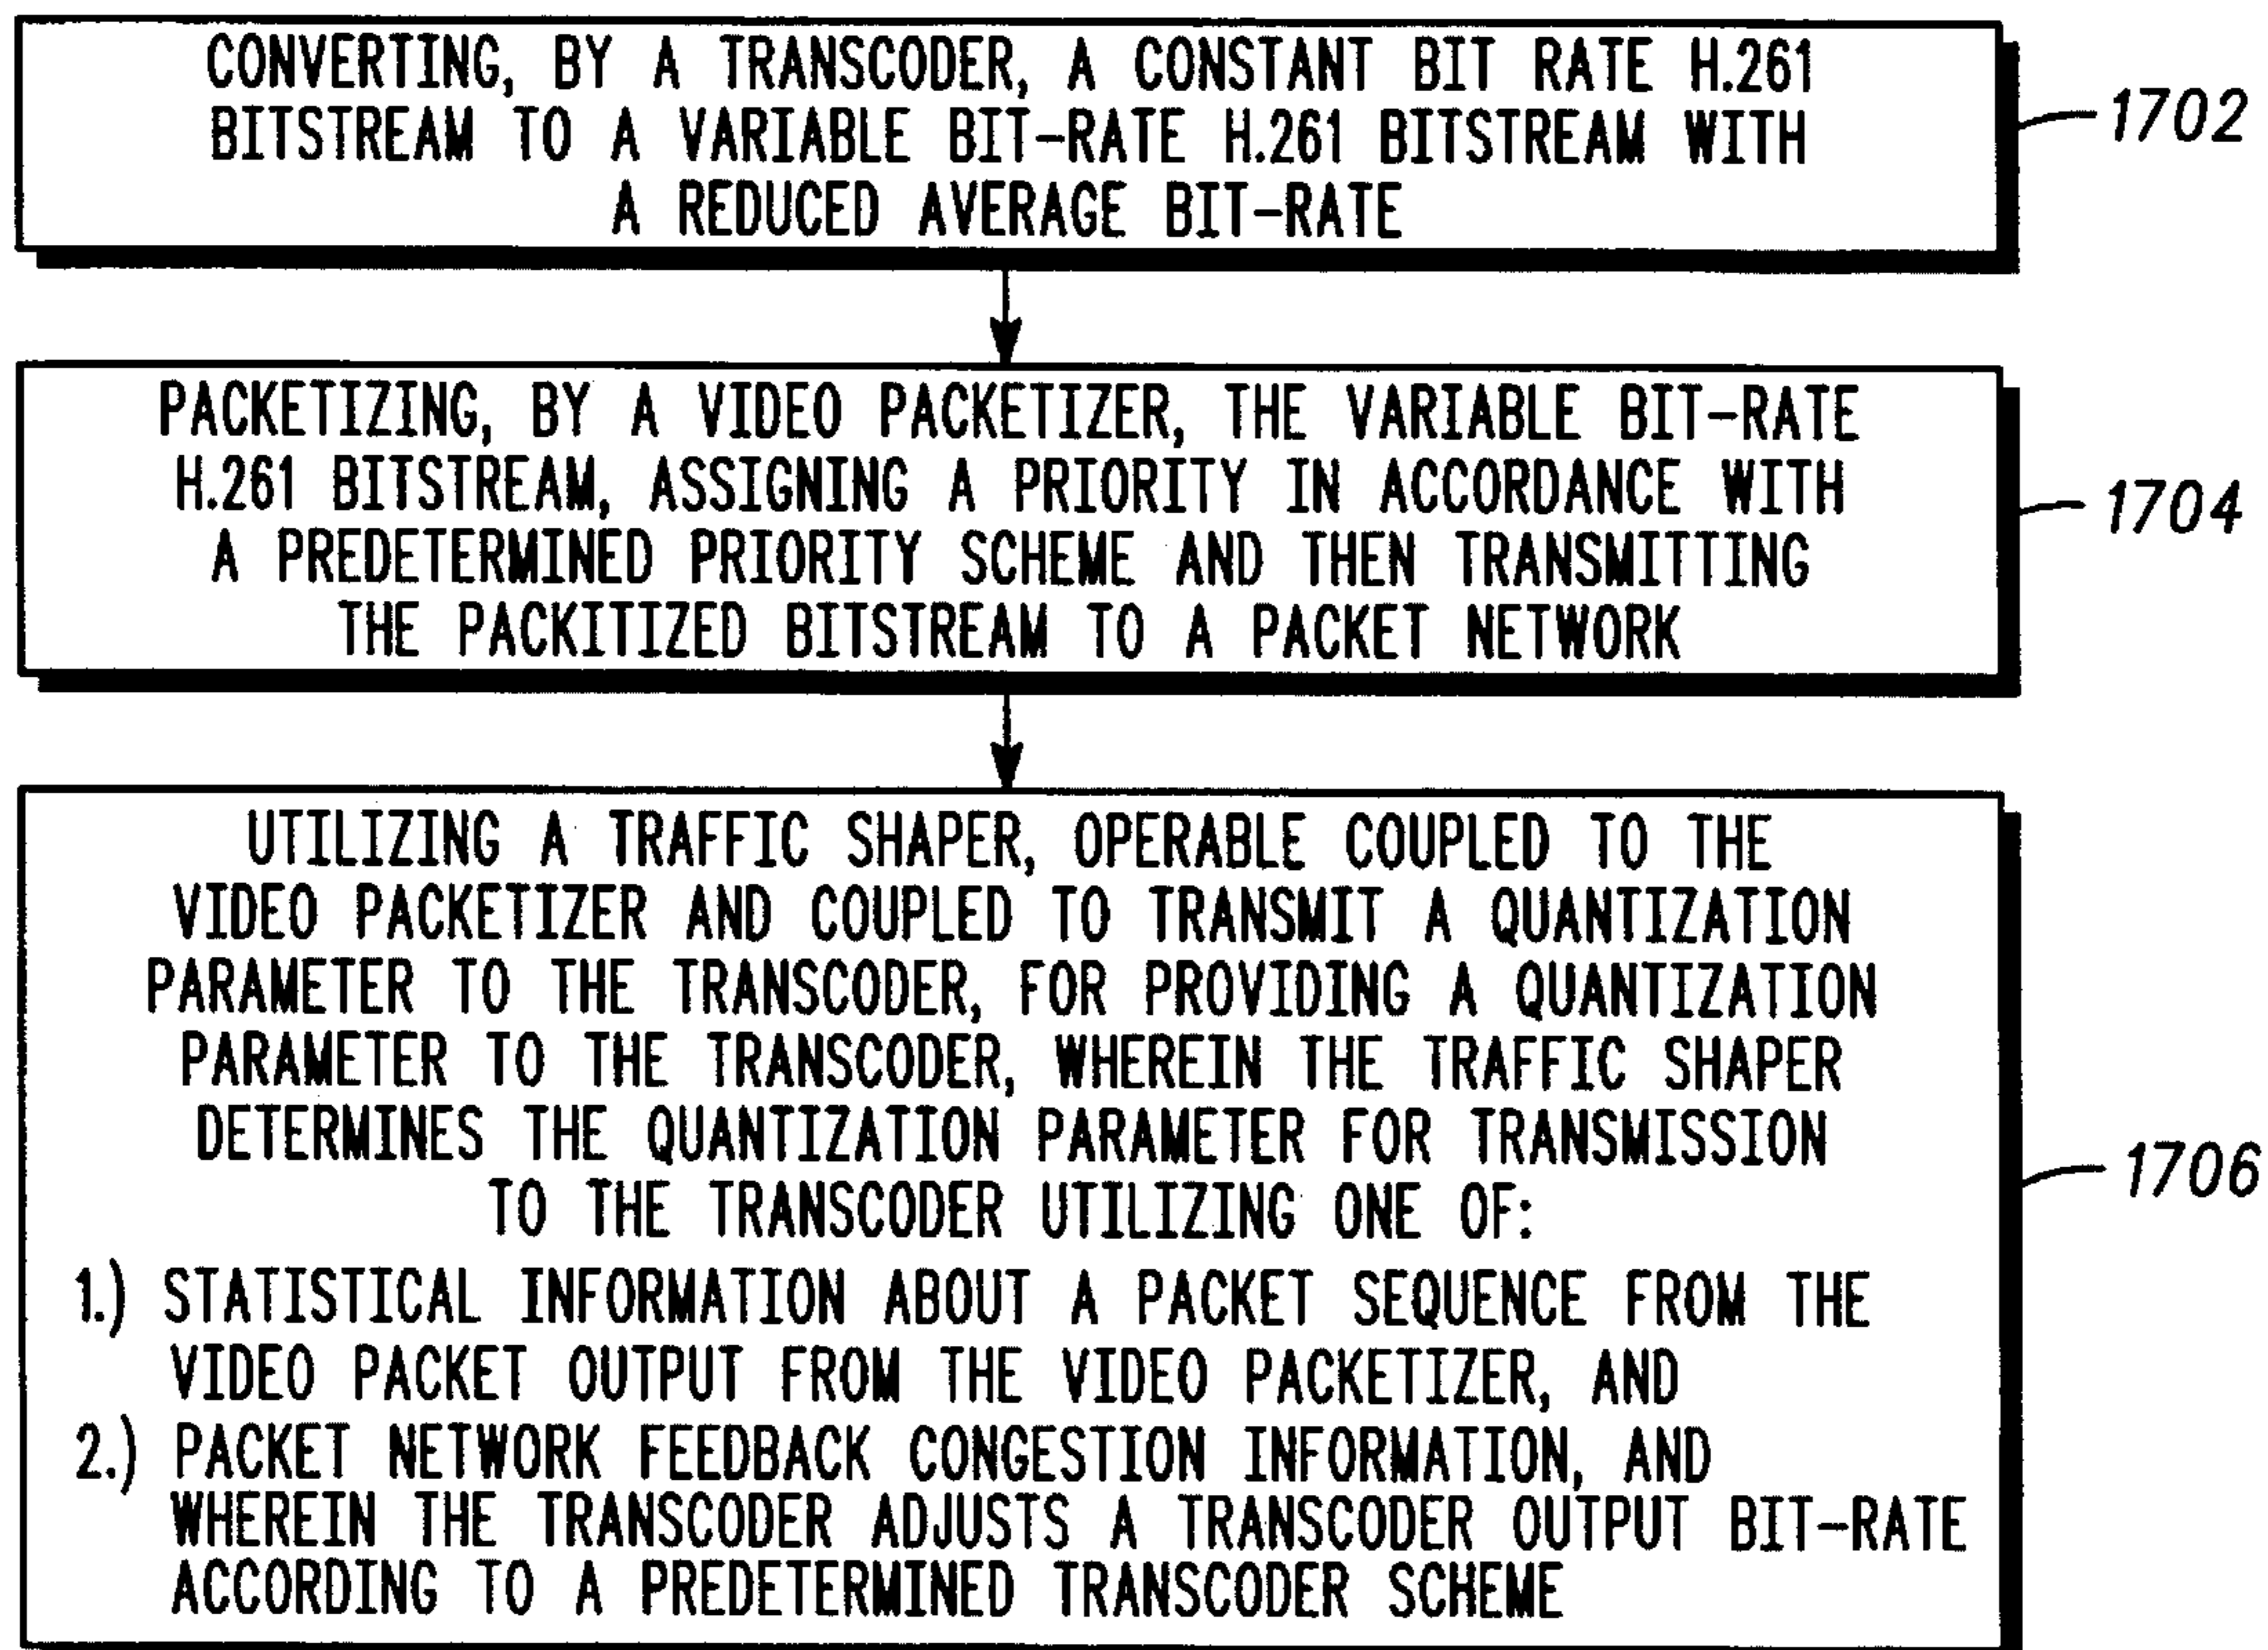 CONVERTING, BY A TRANSCODER, A CONSTANT BIT RATE H.261
BITSTREAM TO A VARIABLE BIT-RATE H.261 BITSTREAM WITH
A REDUCED AVERAGE BIT-RATE
1702
PACKETIZING, BY A VIDEO PACKETIZER, THE VARIABLE BIT-RATE
H.261 BITSTREAM, ASSIGNING A PRIORITY IN ACCORDANCE WITH
A PREDETERMINED PRIORITY SCHEME AND THEN TRANSMITTING
THE PACKITIZED BITSTREAM TO A PACKET NETWORK
1704
UTILIZING A TRAFFIC SHAPER, OPERABLE COUPLED TO THE
VIDEO PACKETIZER AND COUPLED TO TRANSMIT A QUANTIZATION
PARAMETER TO THE TRANSCODER, FOR PROVIDING A QUANTIZATION
PARAMETER TO THE TRANSCODER, WHEREIN THE TRAFFIC SHAPER
DETERMINES THE QUANTIZATION PARAMETER FOR TRANSMISSION
TO THE TRANSCODER UTILIZING ONE OF:
1.) STATISTICAL INFORMATION ABOUT A PACKET SEQUENCE FROM THE
VIDEO PACKET OUTPUT FROM THE VIDEO PACKETIZER, AND
2.) PACKET NETWORK FEEDBACK CONGESTION INFORMATION, AND
WHEREIN THE TRANSCODER ADJUSTS A TRANSCODER OUTPUT BIT-RATE
ACCORDING TO A PREDETERMINED TRANSCODER SCHEME
1706